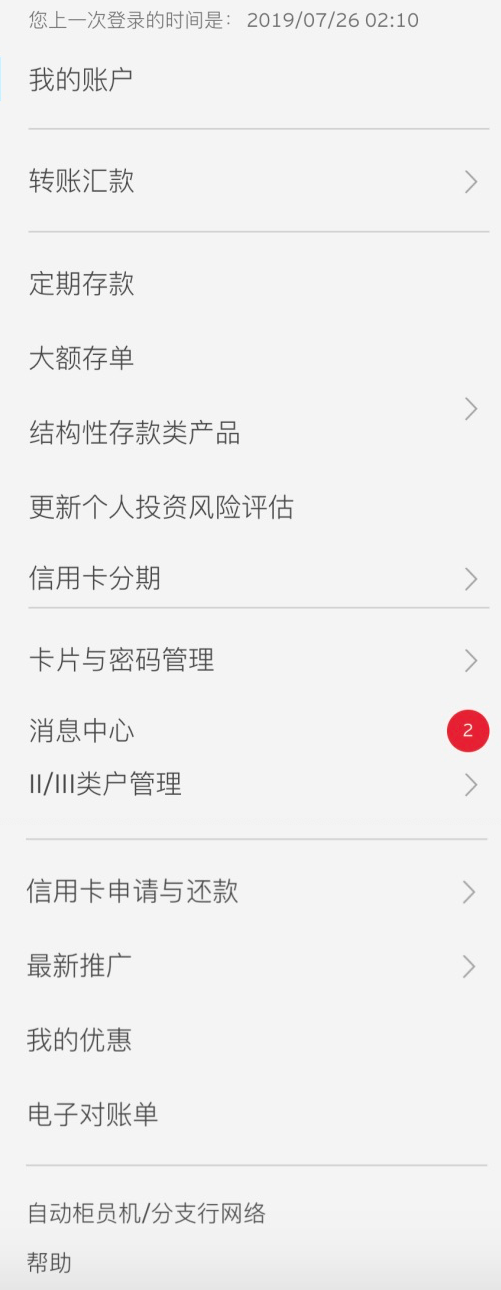 您上一次登录的时间是： 2019/07/26 02:10
我的账户
转账汇款
定期存款
大额存单
结构性存款类产品
更新个人投资风险评估
信用卡分期
卡片与密码管理
消息中心 2
II/III类户管理
信用卡申请与还款
最新推广
我的优惠
电子对账单
自动柜员机/分支行网络
帮助